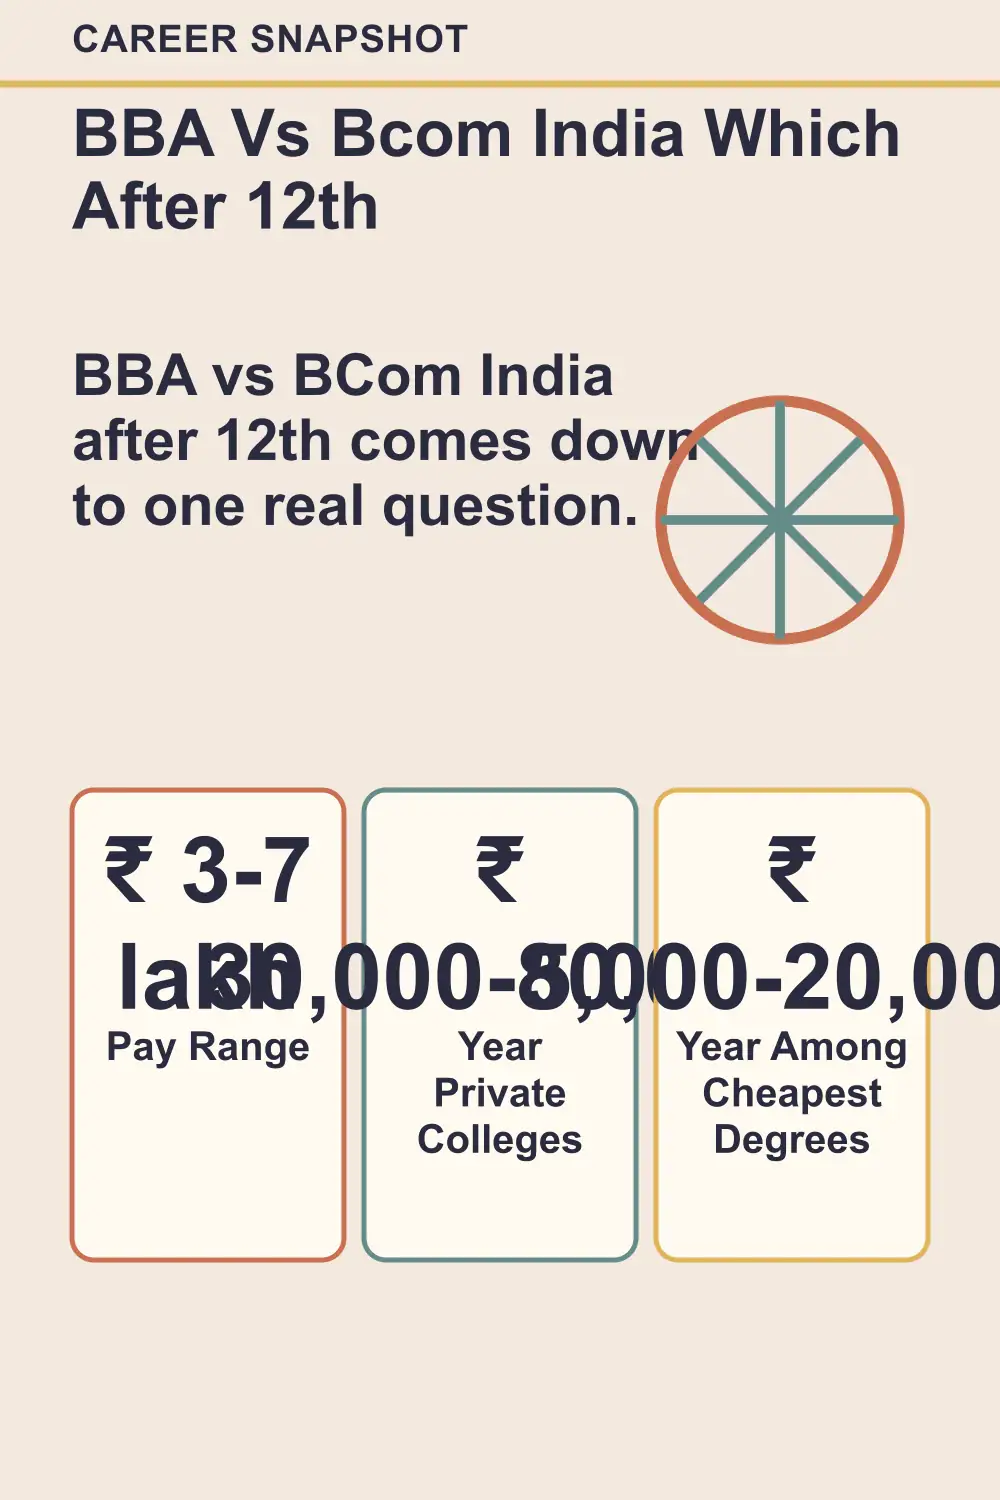 CAREER SNAPSHOT
BBA Vs Bcom India Which
After 12th
BBA vs BCom India
after 12th comes down
to one real question.
₹ 3-7
lakh
Pay Range
₹
Year
Private
Colleges
₹
Year Among
Cheapest
Degrees